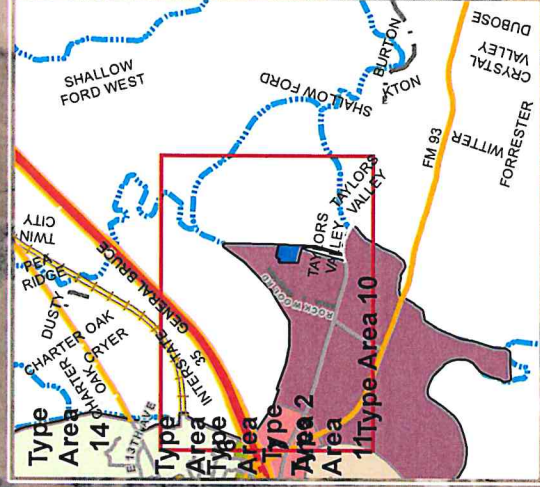 SHALLOW
FORD WEST
SHALLOW FORD
BURTON
KTON
DUBOSE
CRYSTAL
VALLEY
FM 93
WITTER
FORRESTER
TWIN
CITY
PEA
RIDGE
DUSTY
GENERAL BRUCE
INTERSTATE
35
CHARTER OAK
CHARTER
OAK CRYER
TAYLORS
VALLEY
TAYLORS
VALLEY
ROCKWOOD
E 13TH AVE
Type
Area
14
Type
Area
Type
Area 2
Area
11
Type Area 10